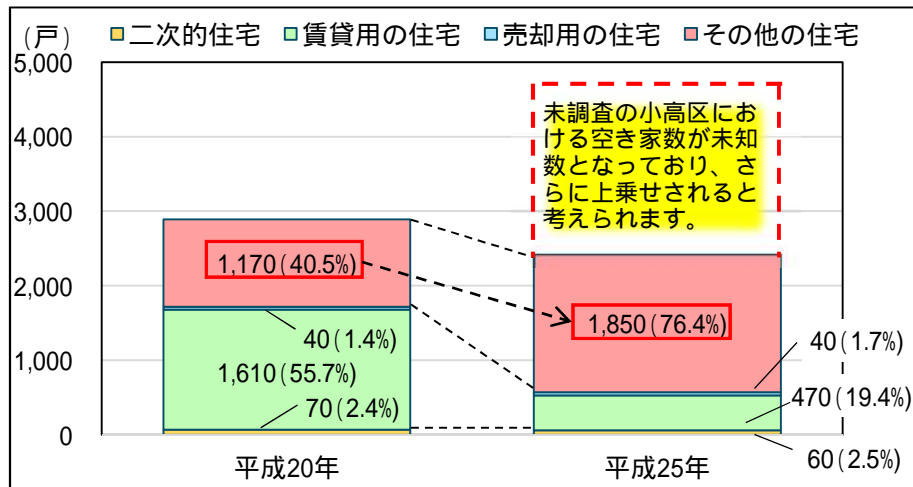 (戸)
二次的住宅 賃貸用の住宅 売却用の住宅 その他の住宅
5,000
4,000
3,000
2,000
1,000
0
未調査の小高区にお
ける空き家数が未知
数となっており、さ
らに上乗せされると
考えられます。
1,170(40.5%)
40(1.4%)
1,610(55.7%)
70(2.4%)
1,850(76.4%)
40(1.7%)
470(19.4%)
60(2.5%)
平成20年
平成25年